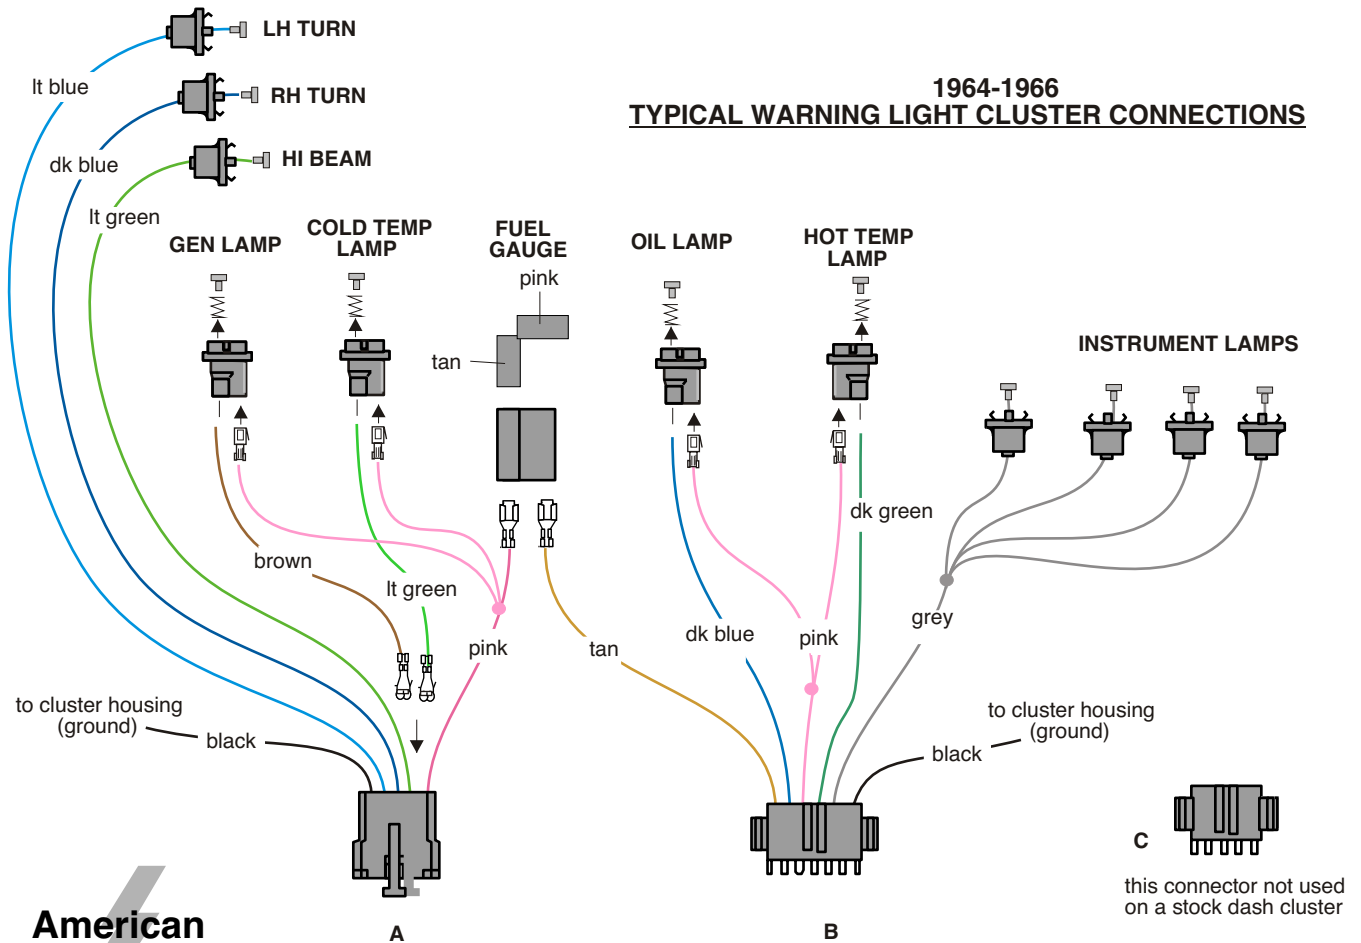 LH TURN
lt blue
RH TURN
1964-1966
TYPICAL WARNING LIGHT CLUSTER CONNECTIONS
dk blue
HI BEAM
lt green
GEN LAMP
COLD TEMP
LAMP
FUEL
GAUGE
pink
tan
OIL LAMP
HOT TEMP
LAMP
INSTRUMENT LAMPS
brown
lt green
pink
tan
dk blue
pink
dk green
grey
to cluster housing
(ground)
black
to cluster housing
(ground)
black
C
this connector not used
on a stock dash cluster
American
A
B